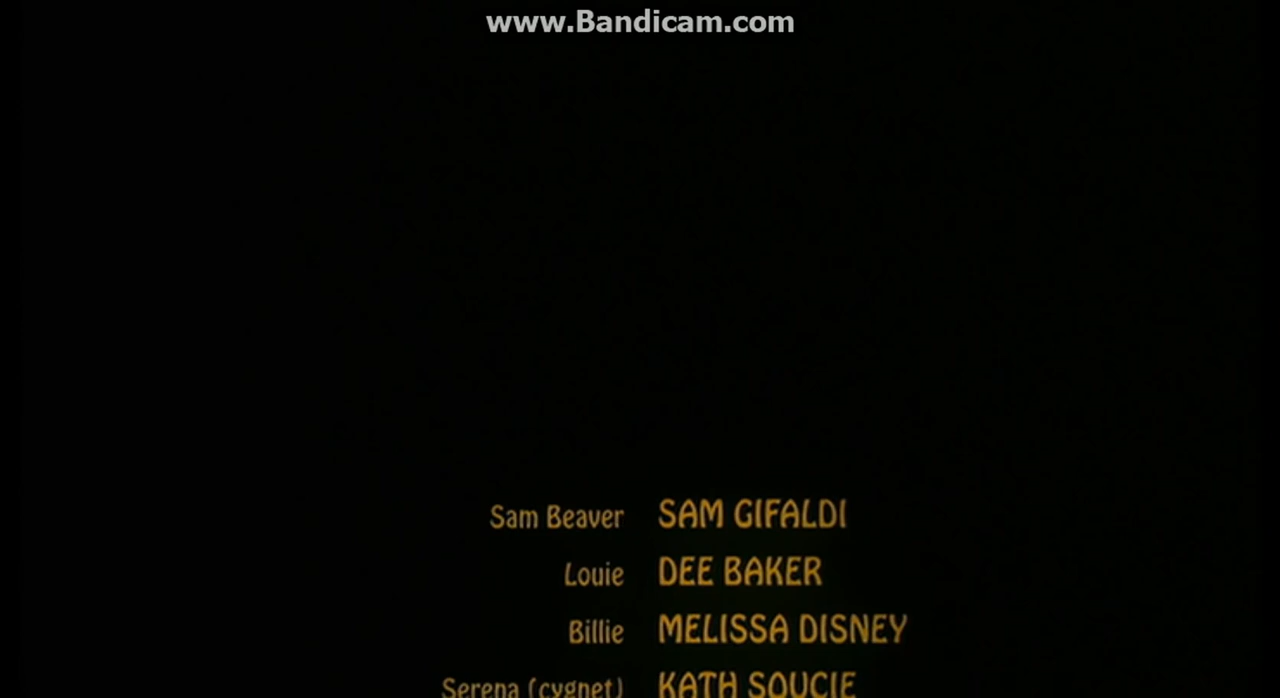 www.Bandicam.com
Sam Beaver SAM GIFALDI
Louie DEE BAKER
Billie MELISSA DISNEY
Serena (cygnet) KATH SOUCIE